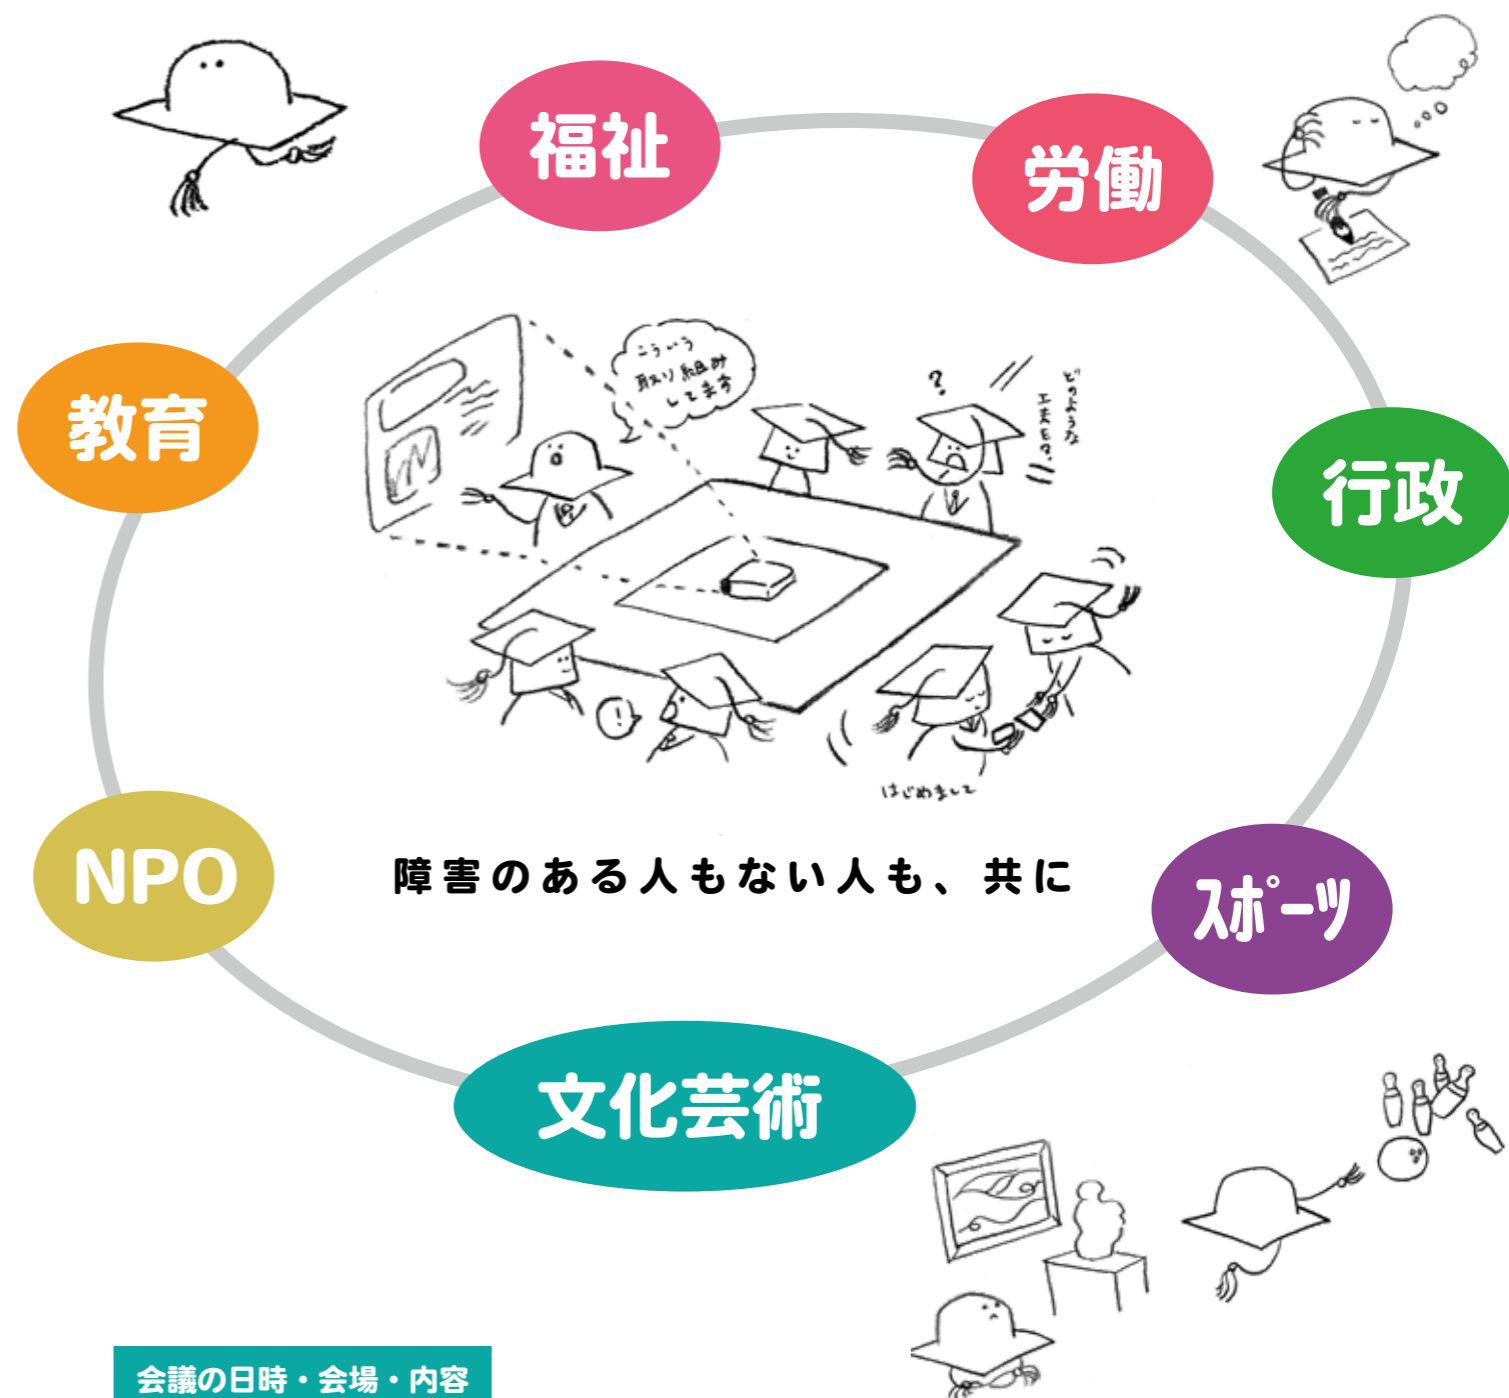 福祉
労働
教育
行政
こういう
取り組み
してます
?
どのような
工夫を
!
はじめまして
NPO
障害のある人もない人も、共に
スポーツ
文化芸術
会議の日時・会場・内容